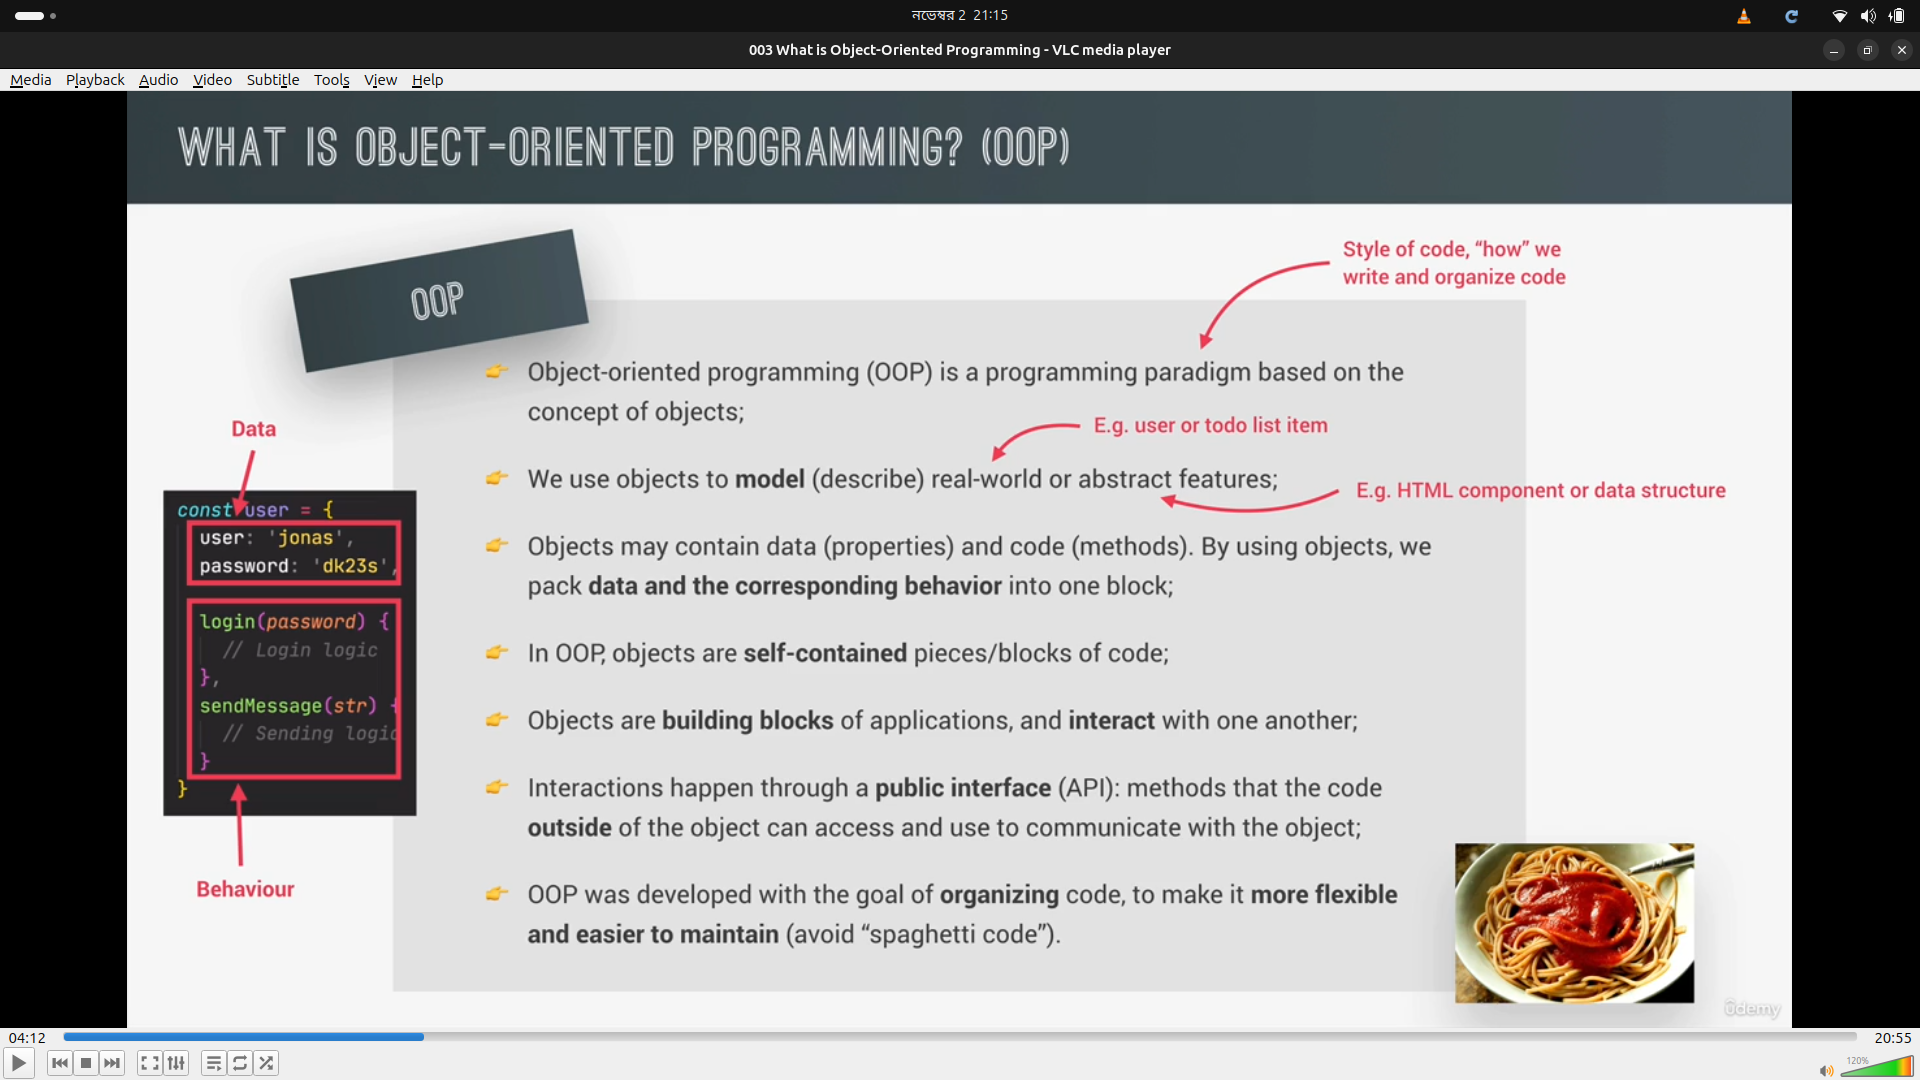 নভেম্বর 2 21:15
003 What is Object-Oriented Programming - VLC media player
Media Playback Audio Video Subtitle Tools View Help
WHAT IS OBJECT-ORIENTED PROGRAMMING? (OOP)
OOP
Style of code, “how” we
write and organize code
👉 Object-oriented programming (OOP) is a programming paradigm based on the
concept of objects;
E.g. user or todo list item
👉 We use objects to model (describe) real-world or abstract features;
E.g. HTML component or data structure
👉 Objects may contain data (properties) and code (methods). By using objects, we
pack data and the corresponding behavior into one block;
👉 In OOP, objects are self-contained pieces/blocks of code;
👉 Objects are building blocks of applications, and interact with one another;
👉 Interactions happen through a public interface (API): methods that the code
outside of the object can access and use to communicate with the object;
👉 OOP was developed with the goal of organizing code, to make it more flexible
and easier to maintain (avoid “spaghetti code”).
Data
const user = {
user: 'jonas',
password: 'dk23s',
login(password) {
// Login logic
},
sendMessage(str) {
// Sending logic
}
}
Behaviour
ûdemy
04:12
20:55
120%